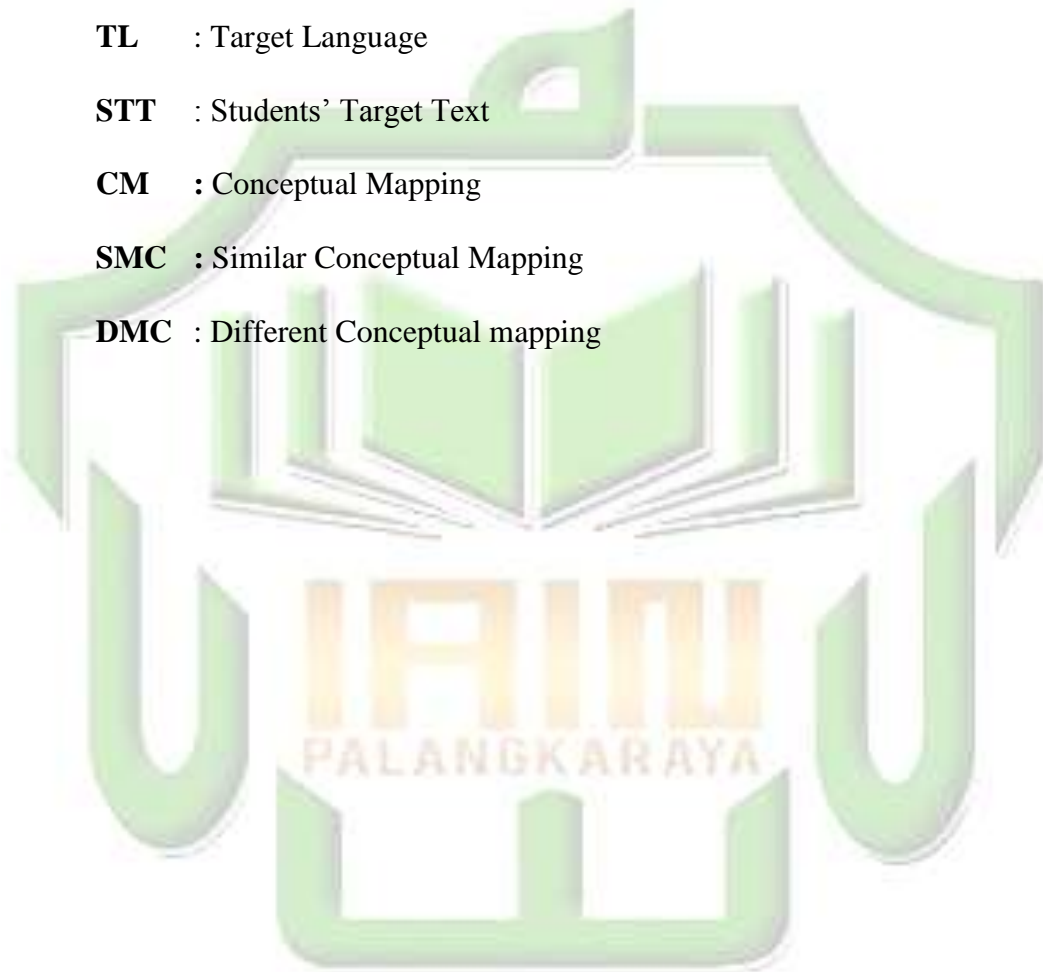 TL : Target Language
STT : Students’ Target Text
CM : Conceptual Mapping
SMC : Similar Conceptual Mapping
DMC : Different Conceptual mapping
IAIN
PALANGKARAYA